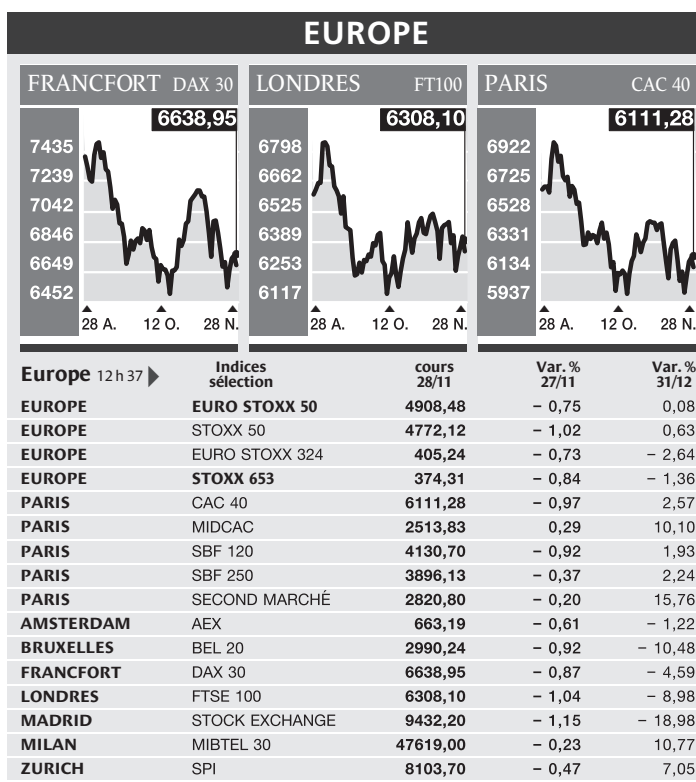 EUROPE
FRANCFORT DAX 30
6638,95
7435
7239
7042
6846
6649
6452
28 A. 12 O. 28 N.
LONDRES FT100
6308,10
6798
6662
6525
6389
6253
6117
28 A. 12 O. 28 N.
PARIS CAC 40
6111,28
6922
6725
6528
6331
6134
5937
28 A. 12 O. 28 N.
Europe 12 h 37 Indices sélection cours 28/11 Var. % 27/11 Var. % 31/12
EUROPE EURO STOXX 50 4908,48 – 0,75 0,08
EUROPE STOXX 50 4772,12 – 1,02 0,63
EUROPE EURO STOXX 324 405,24 – 0,73 – 2,64
EUROPE STOXX 653 374,31 – 0,84 – 1,36
PARIS CAC 40 6111,28 – 0,97 2,57
PARIS MIDCAC 2513,83 0,29 10,10
PARIS SBF 120 4130,70 – 0,92 1,93
PARIS SBF 250 3896,13 – 0,37 2,24
PARIS SECOND MARCHÉ 2820,80 – 0,20 15,76
AMSTERDAM AEX 663,19 – 0,61 – 1,22
BRUXELLES BEL 20 2990,24 – 0,92 – 10,48
FRANCFORT DAX 30 6638,95 – 0,87 – 4,59
LONDRES FTSE 100 6308,10 – 1,04 – 8,98
MADRID STOCK EXCHANGE 9432,20 – 1,15 – 18,98
MILAN MIBTEL 30 47619,00 – 0,23 10,77
ZURICH SPI 8103,70 – 0,47 7,05